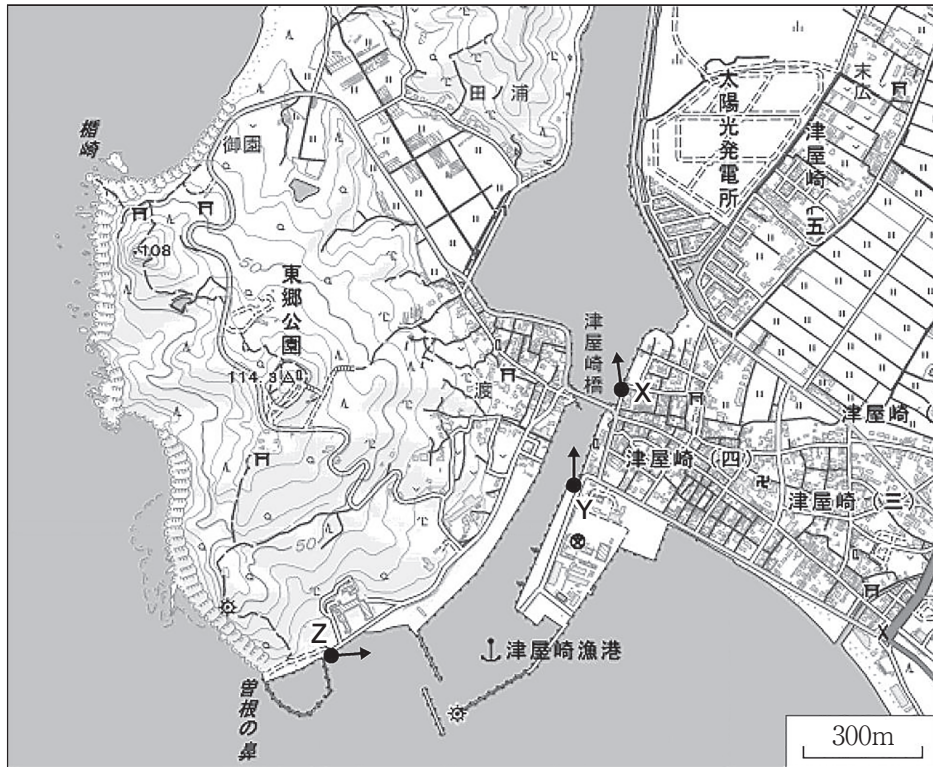 楯崎
御園
田ノ浦
太陽光発電所
末広
津屋崎(五)
・108
50
東郷公園
114.3
津屋崎橋
渡
X
津屋崎(
津屋崎(四)
津屋崎(三)
Y
50
Z
津屋崎漁港
曽根の鼻
300m